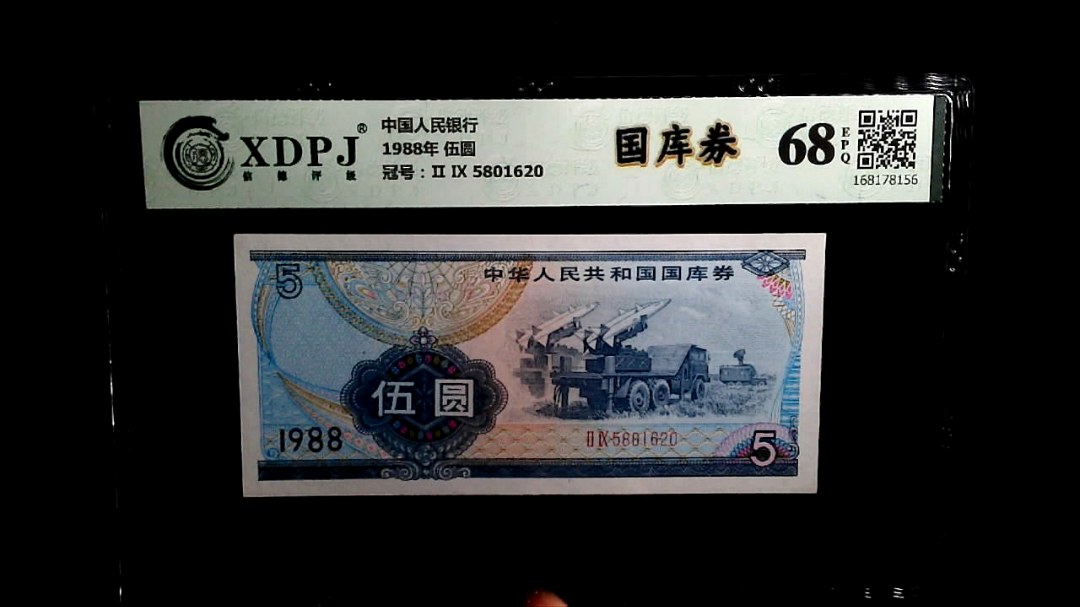 XDPJ®
信德评级
中国人民银行
1988年 伍圆
冠号：II IX 5801620
国库券
68 EPQ
168178156
5
中华人民共和国国库券
伍圆
1988
II IX 5881620
5